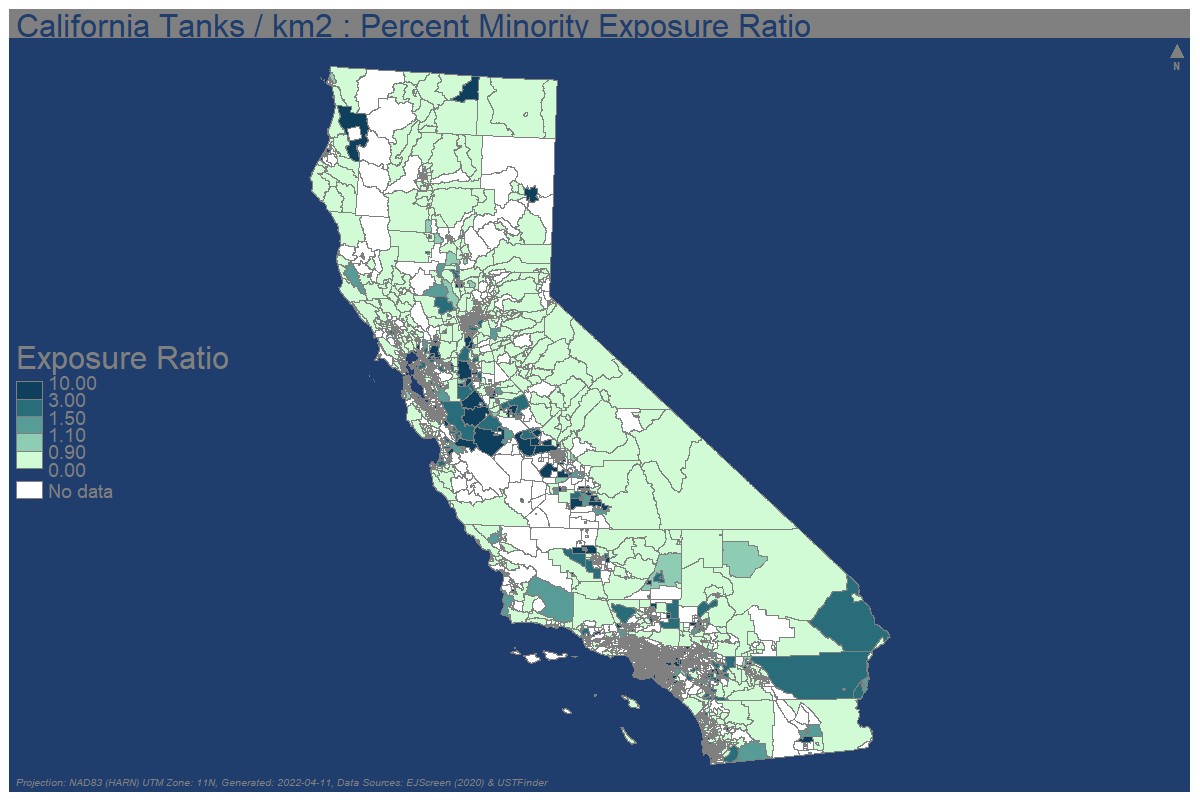 California Tanks / km2 : Percent Minority Exposure Ratio
N
Exposure Ratio
10.00
3.00
1.50
1.10
0.90
0.00
No data
Projection: NAD83 (HARN) UTM Zone: 11N, Generated: 2022-04-11, Data Sources: EJScreen (2020) & USTFinder